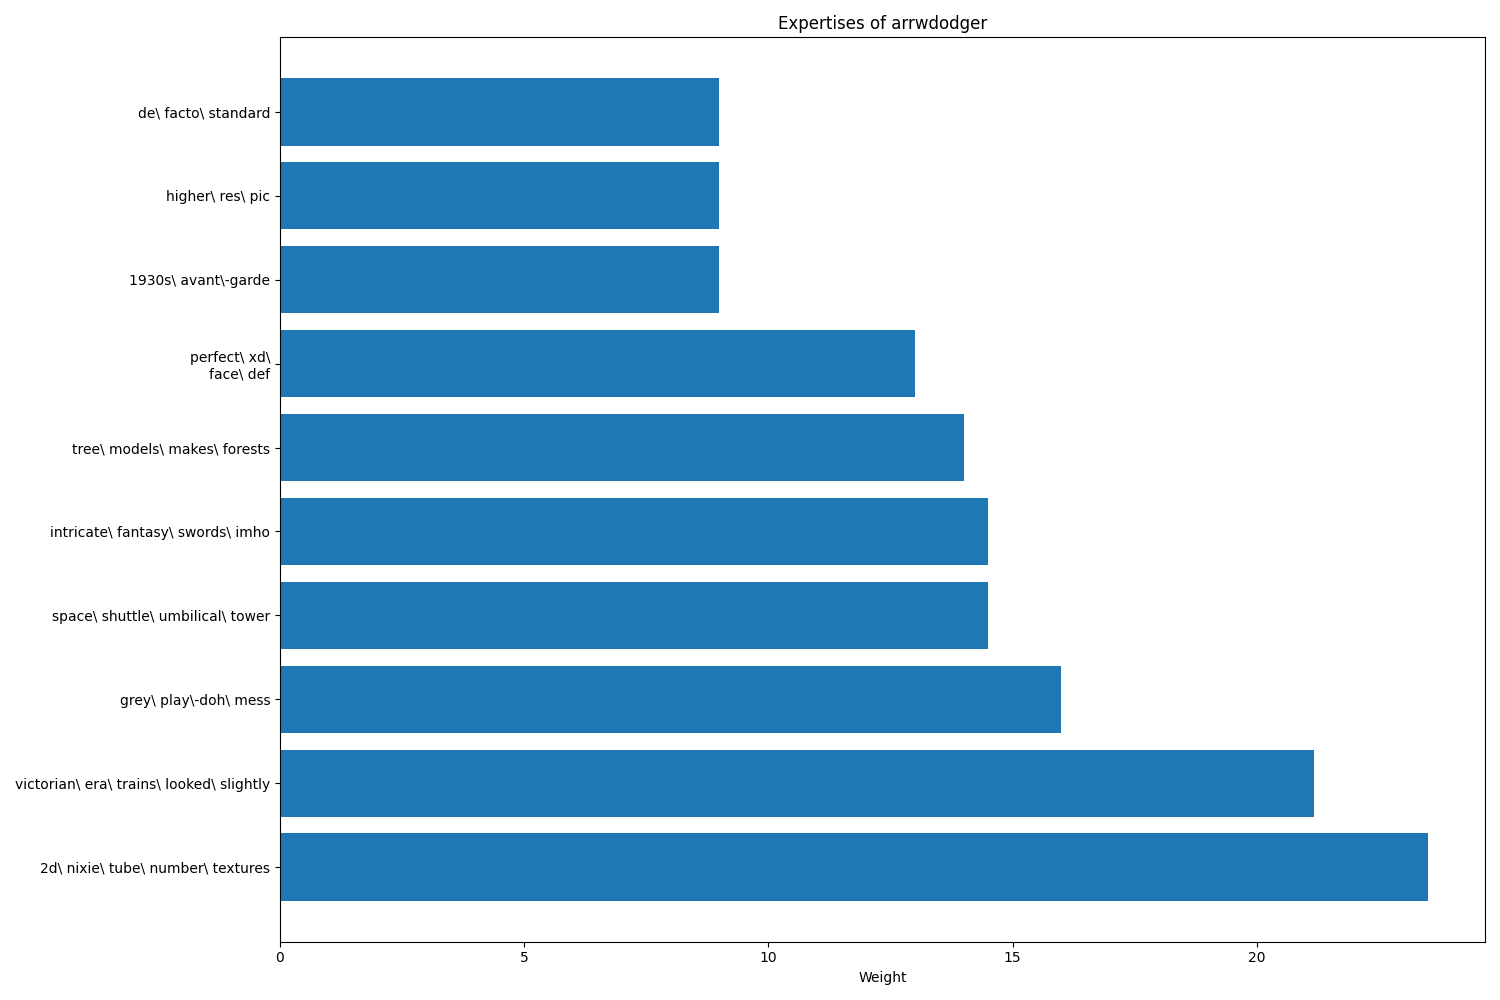 Expertises of arrwdodger
de\ facto\ standard
higher\ res\ pic
1930s\ avant\-garde
perfect\ xd\
face\ def
tree\ models\ makes\ forests
intricate\ fantasy\ swords\ imho
space\ shuttle\ umbilical\ tower
grey\ play\-doh\ mess
victorian\ era\ trains\ looked\ slightly
2d\ nixie\ tube\ number\ textures
0 5 10 15 20
Weight